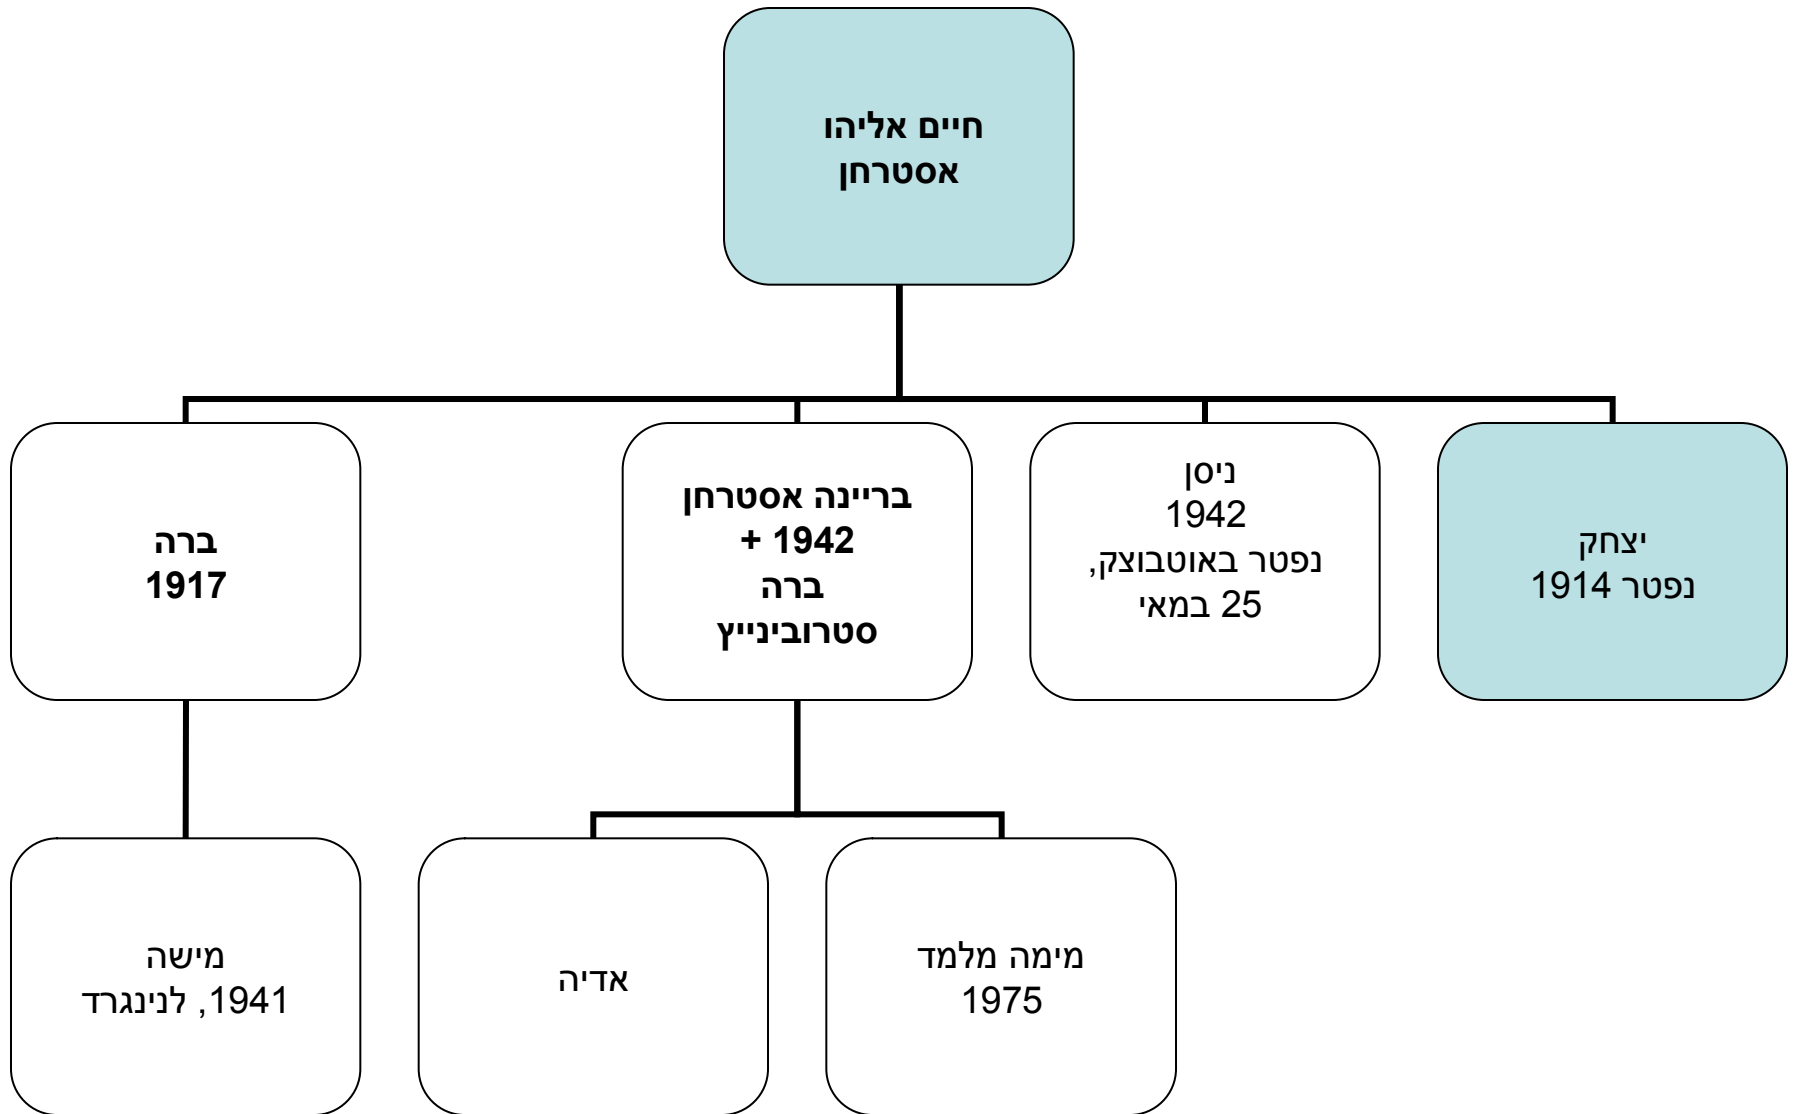 חיים אליהו
אסטרחן
יצחק
נפטר 1914
ניסן
1942
נפטר באוטבוצק,
25 במאי
בריינה אסטרחן
1942 +
ברה
סטרובינייץ
ברה
1917
מימה מלמד
1975
אדיה
מישה
1941, לנינגרד